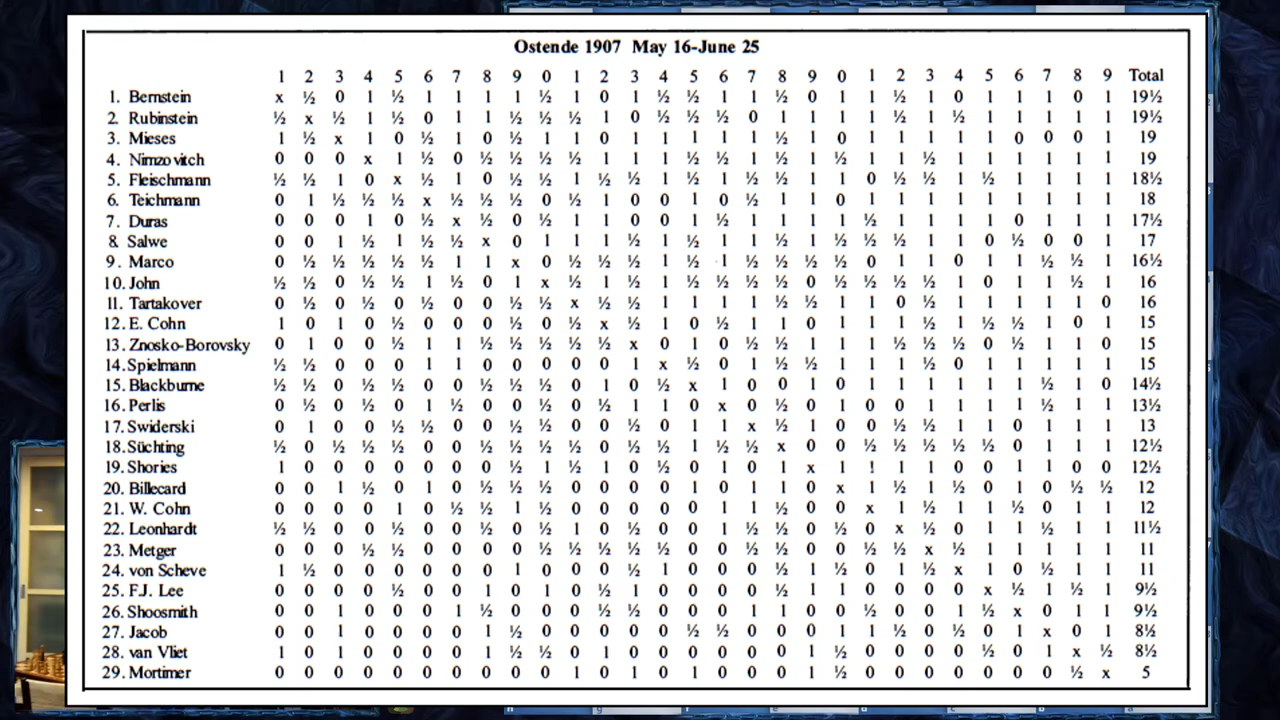 Ostende 1907 May 16-June 25
1 2 3 4 5 6 7 8 9 0 1 2 3 4 5 6 7 8 9 0 1 2 3 4 5 6 7 8 9 Total
1. Bernstein x ½ 0 1 ½ 1 1 1 1 ½ 1 0 1 ½ ½ 1 1 ½ 0 1 1 ½ 1 0 1 1 1 0 1 19½
2. Rubinstein ½ x ½ 1 ½ 0 1 1 ½ ½ ½ 1 0 ½ ½ ½ 0 1 1 1 1 ½ 1 ½ 1 1 1 1 1 19½
3. Mieses 1 ½ x 1 0 ½ 1 0 ½ 1 1 0 1 1 1 1 1 ½ 1 0 1 1 1 1 1 0 0 0 1 19
4. Nimzovitch 0 0 0 x 1 ½ 0 ½ ½ ½ ½ 1 1 1 ½ ½ 1 ½ 1 ½ 1 1 ½ 1 1 1 1 1 1 19
5. Fleischmann ½ ½ 1 0 x ½ 1 0 ½ ½ 1 ½ ½ 1 ½ 1 ½ ½ 1 1 0 ½ ½ 1 ½ 1 1 1 1 18½
6. Teichmann 0 1 ½ ½ ½ x ½ ½ ½ 0 ½ 1 0 0 1 0 ½ 1 1 0 1 1 1 1 1 1 1 1 1 18
7. Duras 0 0 0 1 0 ½ x ½ 0 ½ 1 1 0 0 1 ½ 1 1 1 1 ½ 1 1 1 1 0 1 1 1 17½
8. Salwe 0 0 1 ½ 1 ½ ½ x 0 1 1 1 ½ 1 ½ 1 1 ½ 1 ½ ½ ½ 1 1 0 ½ 0 0 1 17
9. Marco 0 ½ ½ ½ ½ ½ 1 1 x 0 ½ ½ ½ 1 ½ 1 ½ ½ ½ ½ 0 1 1 0 1 1 ½ ½ 1 16½
10. John ½ ½ 0 ½ ½ 1 ½ 0 1 x ½ 1 ½ 1 ½ ½ ½ ½ 0 ½ ½ ½ ½ 1 0 1 1 ½ 1 16
11. Tartakover 0 ½ 0 ½ 0 ½ 0 0 ½ ½ x ½ ½ 1 1 1 1 ½ ½ 1 1 0 ½ 1 1 1 1 1 0 16
12. E. Cohn 1 0 1 0 ½ 0 0 0 ½ 0 ½ x ½ 1 0 ½ 1 1 0 1 1 1 ½ 1 ½ ½ 1 0 1 15
13. Znosko-Borovsky 0 1 0 0 ½ 1 1 ½ ½ ½ ½ ½ x 0 1 0 ½ ½ 1 1 1 ½ ½ ½ 0 ½ 1 1 0 15
14. Spielmann ½ ½ 0 0 0 1 1 0 0 0 0 0 1 x ½ 0 1 ½ ½ 1 1 1 ½ 0 1 1 1 1 1 15
15. Blackburne ½ ½ 0 ½ ½ 0 0 ½ ½ ½ 0 1 0 ½ x 1 0 0 1 0 1 1 1 1 1 1 ½ 1 0 14½
16. Perlis 0 ½ 0 ½ 0 1 ½ 0 0 ½ 0 ½ 1 1 0 x 0 ½ 0 1 0 0 1 1 1 1 ½ 1 1 13½
17. Swiderski 0 1 0 0 ½ ½ 0 0 ½ ½ 0 0 ½ 0 1 1 x ½ 1 0 0 ½ ½ 1 1 0 1 1 1 13
18. Süchting ½ 0 ½ ½ ½ 0 0 ½ ½ ½ ½ 0 ½ ½ 1 ½ ½ x 0 0 ½ ½ ½ ½ ½ 0 1 1 1 12½
19. Shories 1 0 0 0 0 0 0 0 ½ 1 ½ 1 0 ½ 0 1 0 1 x 1 1 1 1 0 0 1 1 0 0 12½
20. Billecard 0 0 1 ½ 0 1 0 ½ ½ ½ 0 0 0 0 1 0 1 1 0 x 1 ½ 1 ½ 0 1 0 ½ ½ 12
21. W. Cohn 0 0 0 0 1 0 ½ ½ 1 ½ 0 0 0 0 0 1 1 ½ 0 0 x 1 ½ 1 1 ½ 0 1 1 12
22. Leonhardt ½ ½ 0 0 ½ 0 0 ½ 0 ½ 1 0 ½ 0 0 1 ½ ½ 0 ½ 0 x ½ 0 1 1 ½ 1 1 11½
23. Metger 0 0 0 ½ ½ 0 0 0 0 ½ ½ ½ ½ ½ 0 0 ½ ½ 0 0 ½ ½ x ½ 1 1 1 1 1 11
24. von Scheve 1 ½ 0 0 0 0 0 0 1 0 0 0 ½ 1 0 0 0 ½ 1 ½ 0 1 ½ x 1 0 ½ 1 1 11
25. F.J. Lee 0 0 0 0 ½ 0 0 1 0 1 0 ½ 1 0 0 0 0 ½ 1 1 0 0 0 0 x ½ 1 ½ 1 9½
26. Shoosmith 0 0 1 0 0 0 1 ½ 0 0 0 ½ ½ 0 0 0 1 1 0 0 ½ 0 0 1 ½ x 0 1 1 9½
27. Jacob 0 0 1 0 0 0 0 1 ½ 0 0 0 0 0 ½ ½ 0 0 0 1 1 ½ 0 ½ 0 1 x 0 1 8½
28. van Vliet 1 0 1 0 0 0 0 1 ½ ½ 0 1 0 0 0 0 0 0 1 ½ 0 0 0 0 ½ 0 1 x ½ 8½
29. Mortimer 0 0 0 0 0 0 0 0 0 0 1 0 1 0 1 0 0 0 1 ½ 0 0 0 0 0 0 0 ½ x 5